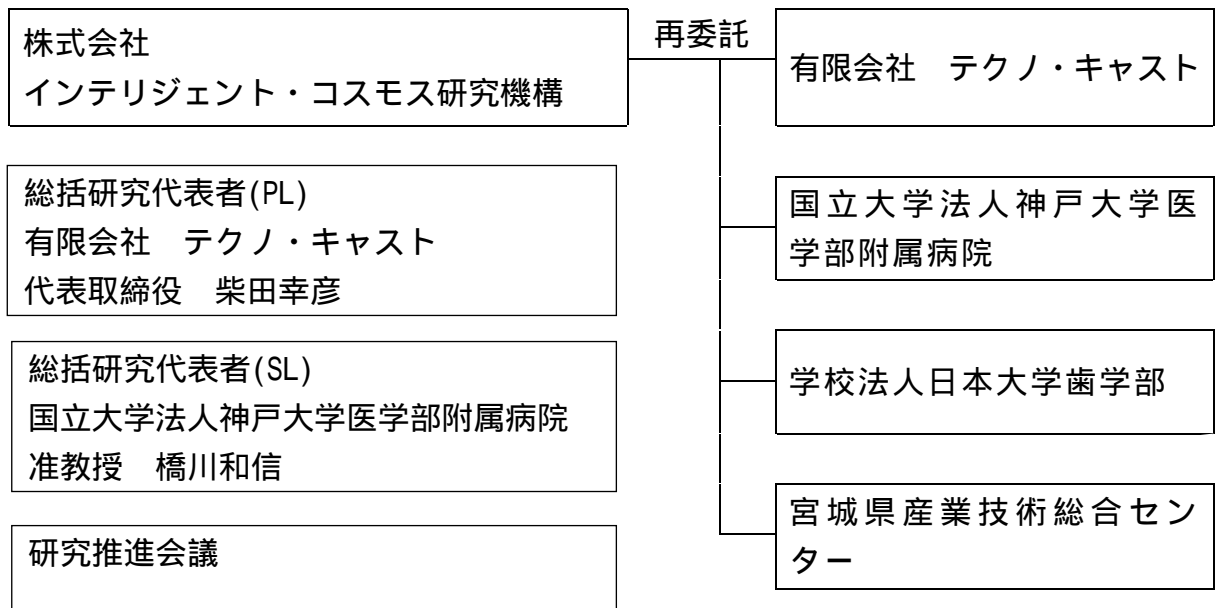 株式会社
インテリジェント・コスモス研究機構
再委託
有限会社　テクノ・キャスト
総括研究代表者(PL)
有限会社　テクノ・キャスト
代表取締役　柴田幸彦
国立大学法人神戸大学医
学部附属病院
総括研究代表者(SL)
国立大学法人神戸大学医学部附属病院
准教授　橋川和信
学校法人日本大学歯学部
研究推進会議
宮城県産業技術総合セン
ター